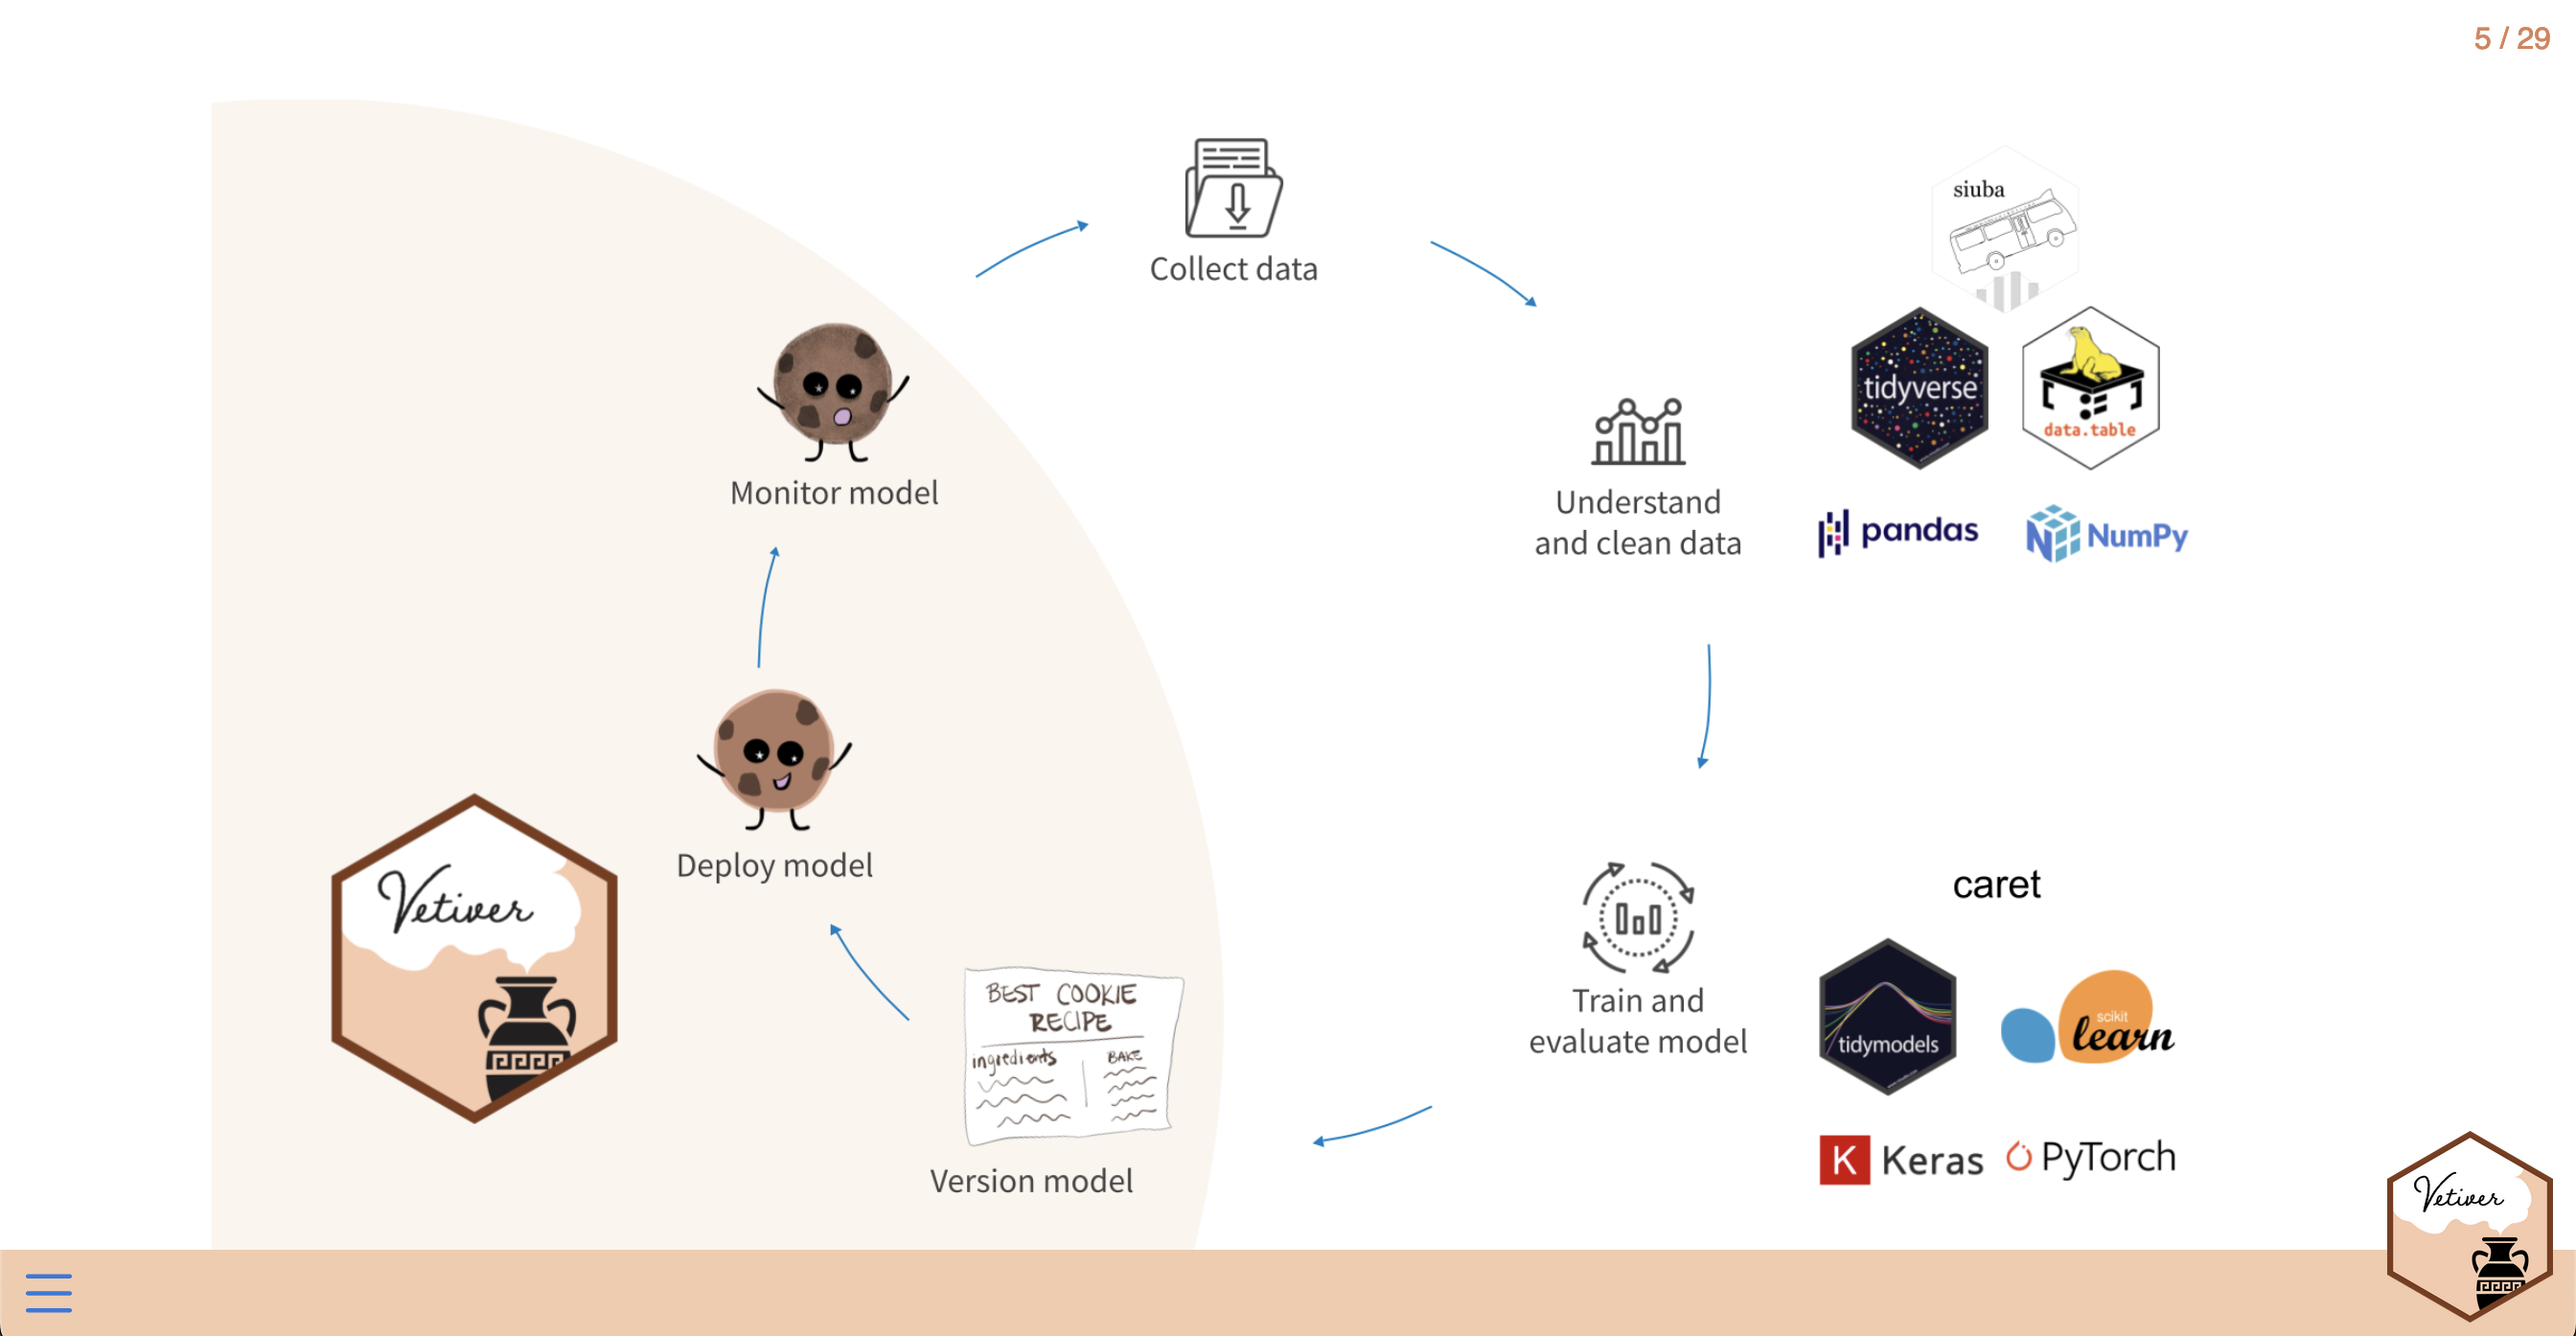 5 / 29
Collect data
siuba
tidyverse
data.table
Understand
and clean data
pandas
NumPy
Monitor model
Deploy model
Vetiver
BEST COOKIE
RECIPE
ingredients
BAKE
Version model
Train and
evaluate model
caret
tidymodels
scikit
learn
K Keras
PyTorch
Vetiver